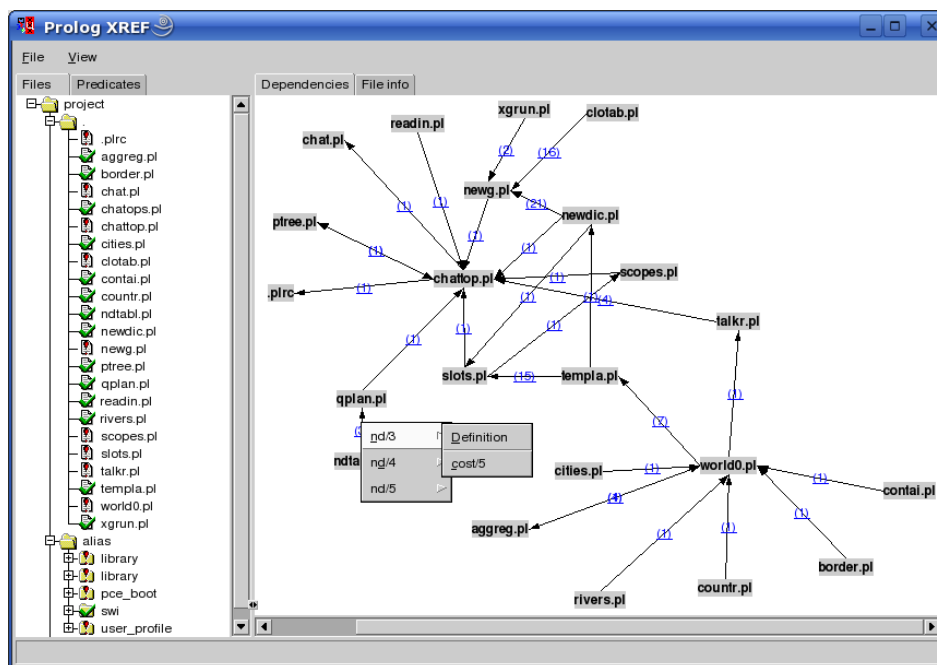 Prolog XREF
File View
Files Predicates
Dependencies File info
project
.
.plrc
aggreg.pl
border.pl
chat.pl
chatops.pl
chattop.pl
cities.pl
clotab.pl
contai.pl
countr.pl
ndtabl.pl
newdic.pl
newg.pl
ptree.pl
qplan.pl
readin.pl
rivers.pl
scopes.pl
slots.pl
talkr.pl
templa.pl
world0.pl
xgrun.pl
alias
library
library
pce_boot
swi
user_profile
xgrun.pl
clotab.pl
readin.pl
chat.pl
(2)
(16)
newg.pl
(1)
(1)
(21)
newdic.pl
ptree.pl
(1)
(1)
(1)
scopes.pl
chattop.pl
(1)
.plrc
(1)
(1)
(4)
talkr.pl
(1)
(1)
(1)
slots.pl
(15)
templa.pl
(1)
qplan.pl
(7)
nd/3
Definition
nd/4
cost/5
nd/5
cities.pl
(1)
world0.pl
(1)
contai.pl
aggreg.pl
(1)
(1)
(1)
(1)
border.pl
rivers.pl
countr.pl